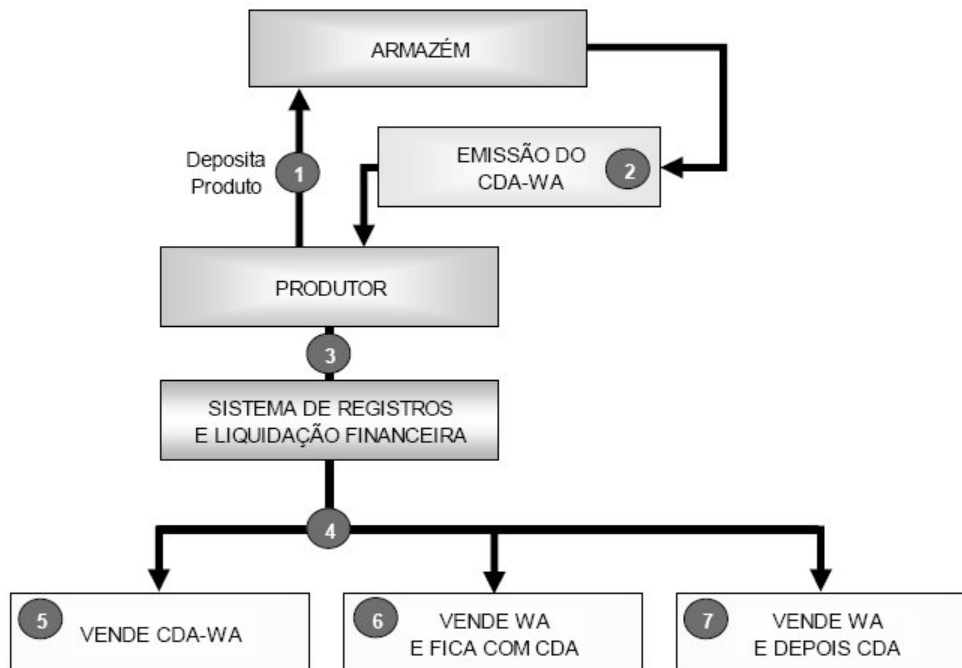 ARMAZÉM
Deposita
Produto
1
EMISSÃO DO
CDA-WA
2
PRODUTOR
3
SISTEMA DE REGISTROS
E LIQUIDAÇÃO FINANCEIRA
4
5
VENDE CDA-WA
6
VENDE WA
E FICA COM CDA
7
VENDE WA
E DEPOIS CDA